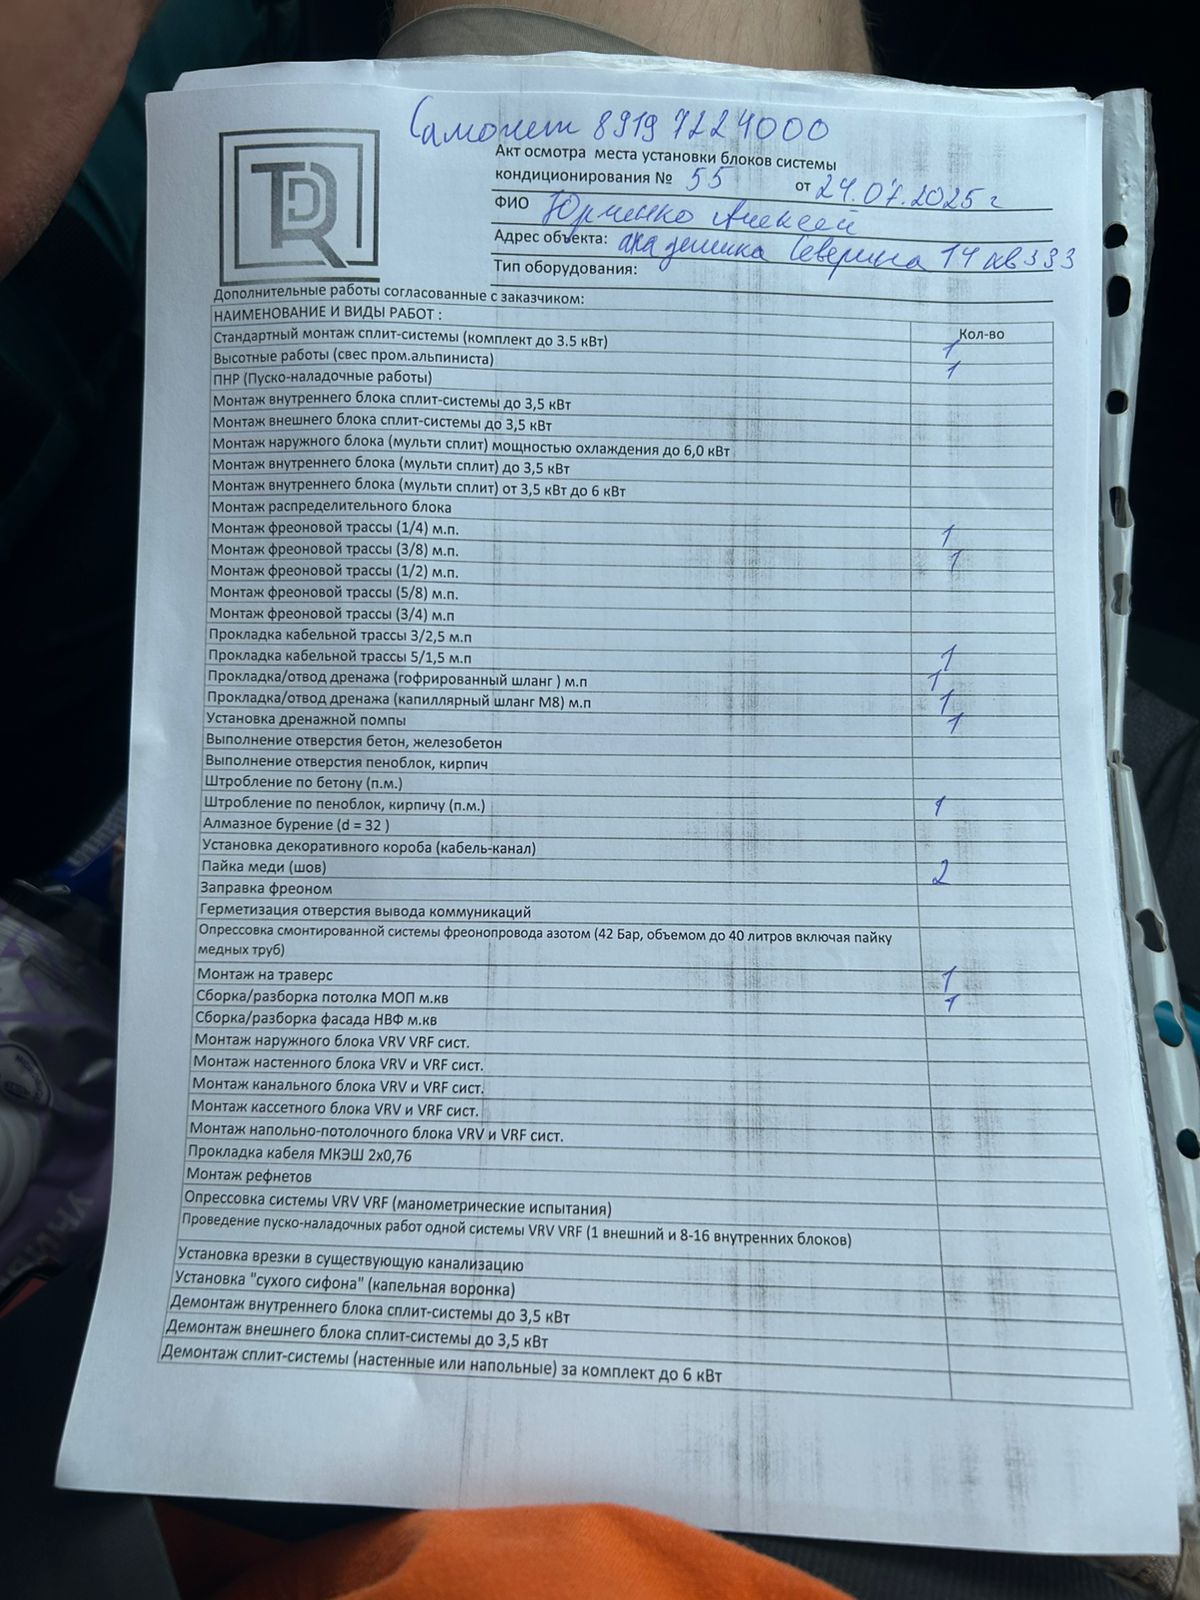 Самолет 8919 7224000
TDR
Акт осмотра места установки блоков системы
кондиционирования № 55 от 24.07.2025 г
ФИО Юрченко Алексей
Адрес объекта: академика Северина 14 кв 333
Тип оборудования:
Дополнительные работы согласованные с заказчиком:
НАИМЕНОВАНИЕ И ВИДЫ РАБОТ : Кол-во
Стандартный монтаж сплит-системы (комплект до 3.5 кВт) 1
Высотные работы (свес пром.альпиниста) 1
ПНР (Пуско-наладочные работы)
Монтаж внутреннего блока сплит-системы до 3,5 кВт
Монтаж внешнего блока сплит-системы до 3,5 кВт
Монтаж наружного блока (мульти сплит) мощностью охлаждения до 6,0 кВт
Монтаж внутреннего блока (мульти сплит) до 3,5 кВт
Монтаж внутреннего блока (мульти сплит) от 3,5 кВт до 6 кВт
Монтаж распределительного блока
Монтаж фреоновой трассы (1/4) м.п. 1
Монтаж фреоновой трассы (3/8) м.п. 1
Монтаж фреоновой трассы (1/2) м.п.
Монтаж фреоновой трассы (5/8) м.п.
Монтаж фреоновой трассы (3/4) м.п
Прокладка кабельной трассы 3/2,5 м.п
Прокладка кабельной трассы 5/1,5 м.п 1
Прокладка/отвод дренажа (гофрированный шланг ) м.п 1
Прокладка/отвод дренажа (капиллярный шланг М8) м.п 1
Установка дренажной помпы 1
Выполнение отверстия бетон, железобетон
Выполнение отверстия пеноблок, кирпич
Штробление по бетону (п.м.)
Штробление по пеноблок, кирпичу (п.м.) 1
Алмазное бурение (d = 32 )
Установка декоративного короба (кабель-канал)
Пайка меди (шов) 2
Заправка фреоном
Герметизация отверстия вывода коммуникаций
Опрессовка смонтированной системы фреонопровода азотом (42 Бар, объемом до 40 литров включая пайку
медных труб)
Монтаж на траверс 1
Сборка/разборка потолка МОП м.кв 1
Сборка/разборка фасада НВФ м.кв
Монтаж наружного блока VRV VRF сист.
Монтаж настенного блока VRV и VRF сист.
Монтаж канального блока VRV и VRF сист.
Монтаж кассетного блока VRV и VRF сист.
Монтаж напольно-потолочного блока VRV и VRF сист.
Прокладка кабеля МКЭШ 2х0,76
Монтаж рефнетов
Опрессовка системы VRV VRF (манометрические испытания)
Проведение пуско-наладочных работ одной системы VRV VRF (1 внешний и 8-16 внутренних блоков)
Установка врезки в существующую канализацию
Установка "сухого сифона" (капельная воронка)
Демонтаж внутреннего блока сплит-системы до 3,5 кВт
Демонтаж внешнего блока сплит-системы до 3,5 кВт
Демонтаж сплит-системы (настенные или напольные) за комплект до 6 кВт